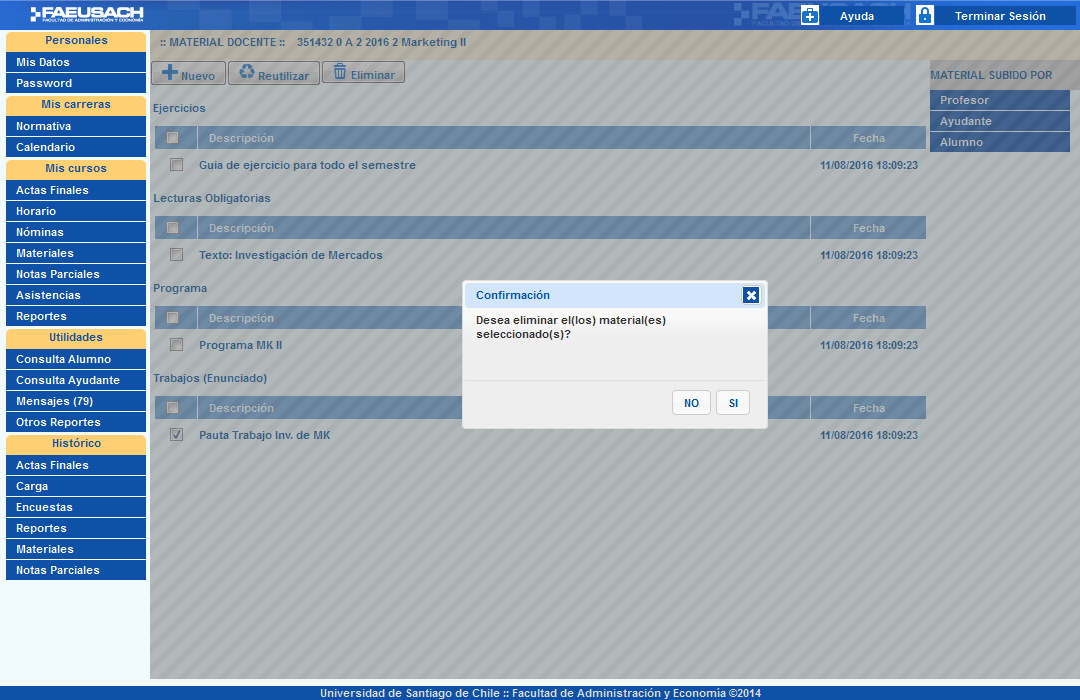 FAEUSACH
FACULTAD DE ADMINISTRACIÓN Y ECONOMÍA
FAEUSACH
Ayuda
Terminar Sesión
Personales
Mis Datos
Password
Mis carreras
Normativa
Calendario
Mis cursos
Actas Finales
Horario
Nóminas
Materiales
Notas Parciales
Asistencias
Reportes
Utilidades
Consulta Alumno
Consulta Ayudante
Mensajes (79)
Otros Reportes
Histórico
Actas Finales
Carga
Encuestas
Reportes
Materiales
Notas Parciales
:: MATERIAL DOCENTE :: 351432 0 A 2 2016 2 Marketing II
Nuevo Reutilizar Eliminar
Ejercicios
Descripción Fecha
Guia de ejercicio para todo el semestre 11/08/2016 18:09:23
Lecturas Obligatorias
Descripción Fecha
Texto: Investigación de Mercados 11/08/2016 18:09:23
Programa
Descripción Fecha
Programa MK II 11/08/2016 18:09:23
Trabajos (Enunciado)
Descripción Fecha
Pauta Trabajo Inv. de MK 11/08/2016 18:09:23
MATERIAL SUBIDO POR
Profesor
Ayudante
Alumno
Confirmación
Desea eliminar el(los) material(es)
seleccionado(s)?
NO SI
Universidad de Santiago de Chile :: Facultad de Administración y Economía ©2014